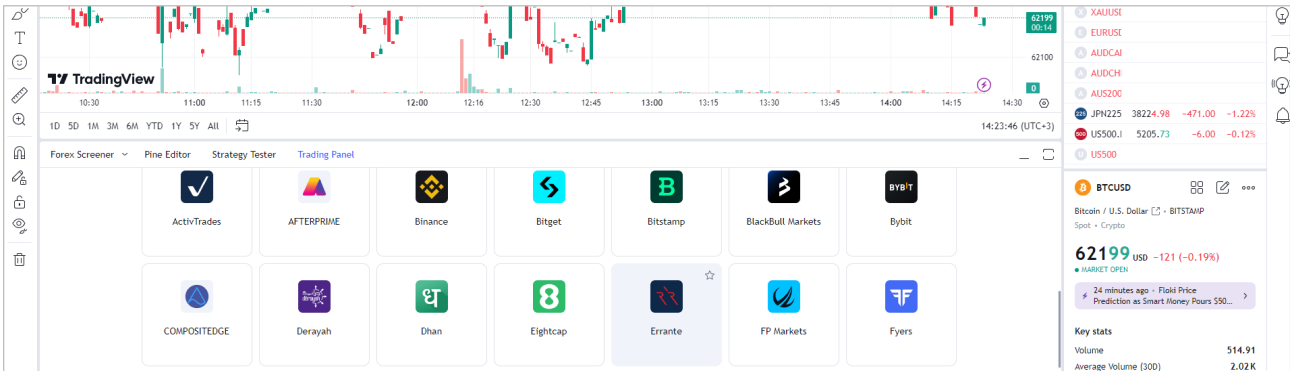 XAUUSD
EURUSD
62199
00:14
AUDCAI
AUDCH
62100
TradingView
AUS200
0
10:30 11:00 11:15 11:30 12:00 12:16 12:30 12:45 13:00 13:15 13:30 13:45 14:00 14:15 14:30
225 JPN225 38224.98 −471.00 −1.22%
1D 5D 1M 3M 6M YTD 1Y 5Y All
14:23:46 (UTC+3)
500 US500.I 5205.73 −6.00 −0.12%
U US500
Forex Screener Pine Editor Strategy Tester Trading Panel
BTCUSD
BYBIT
ActivTrades AFTERPRIME Binance Bitget Bitstamp BlackBull Markets Bybit
Bitcoin / U.S. Dollar • BITSTAMP
Spot • Crypto
62199 USD −121 (−0.19%)
MARKET OPEN
24 minutes ago • Floki Price
Prediction as Smart Money Pours $50...
COMPOSITEDGE Derayah Dhan Eightcap Errante FP Markets Fyers
Key stats
Volume 514.91
Average Volume (30D) 2.02K